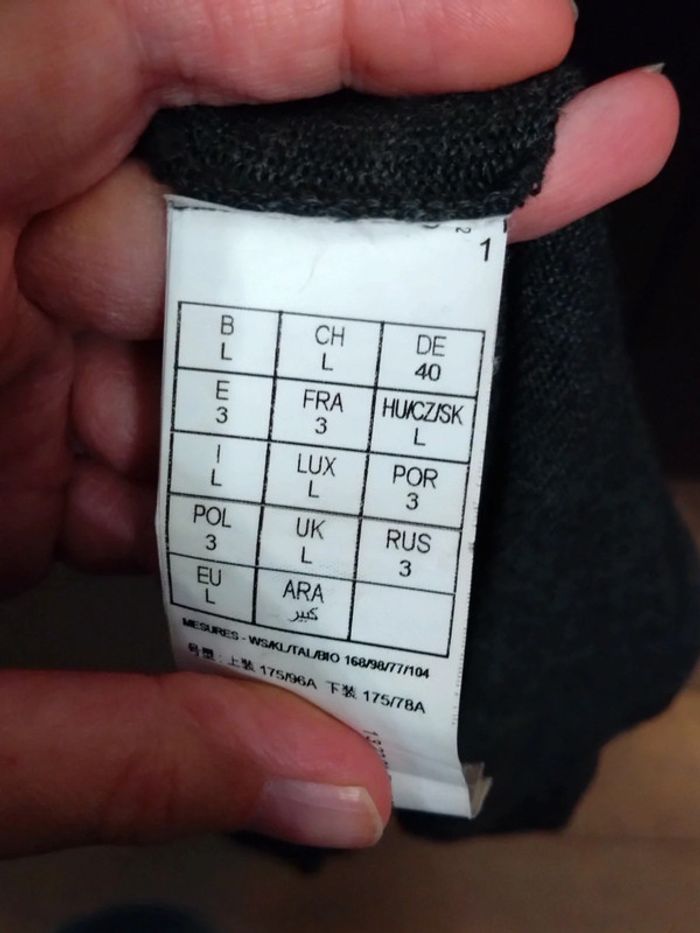 1
B CH DE
L L 40
E FRA HU/CZ/SK
3 3 L
I LUX POR
L L 3
POL UK RUS
3 L 3
EU ARA
L كبير
MESURES - WS/KL/TAL/BIO 168/98/77/104
号型：上装 175/96A 下装 175/78A